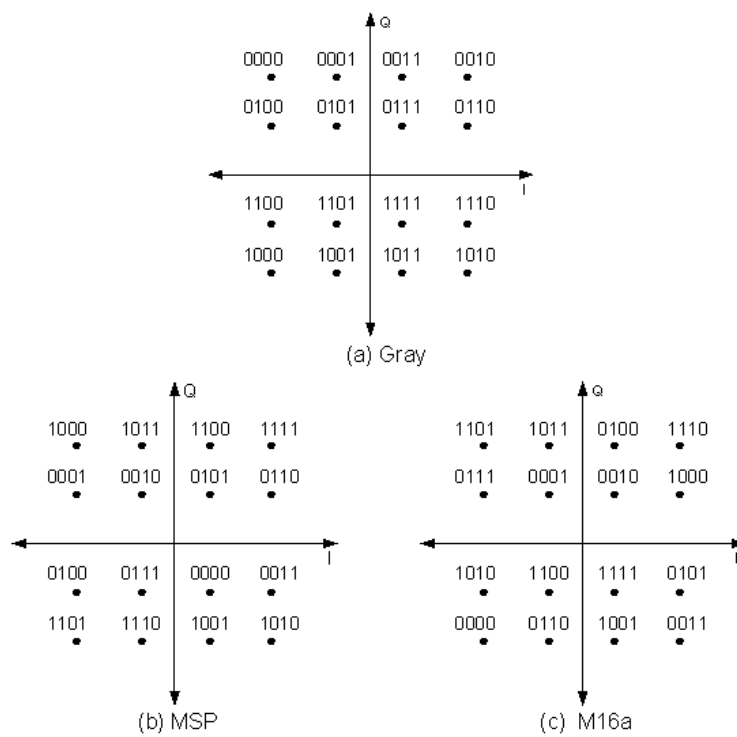 Q
0000 0001 0011 0010
0100 0101 0111 0110
I
1100 1101 1111 1110
1000 1001 1011 1010
(a) Gray
Q
1000 1011 1100 1111
0001 0010 0101 0110
I
0100 0111 0000 0011
1101 1110 1001 1010
(b) MSP
Q
1101 1011 0100 1110
0111 0001 0010 1000
I
1010 1100 1111 0101
0000 0110 1001 0011
(c) M16a